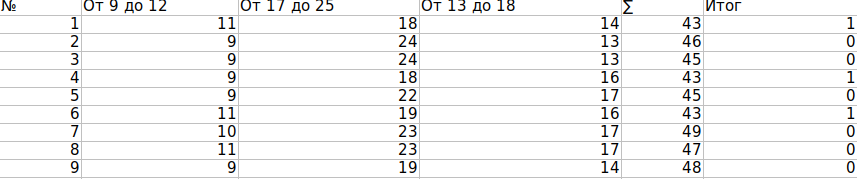 № От 9 до 12 От 17 до 25 От 13 до 18 ∑ Итог
1 11 18 14 43 1
2 9 24 13 46 0
3 9 24 13 45 0
4 9 18 16 43 1
5 9 22 17 45 0
6 11 19 16 43 1
7 10 23 17 49 0
8 11 23 17 47 0
9 9 19 14 48 0